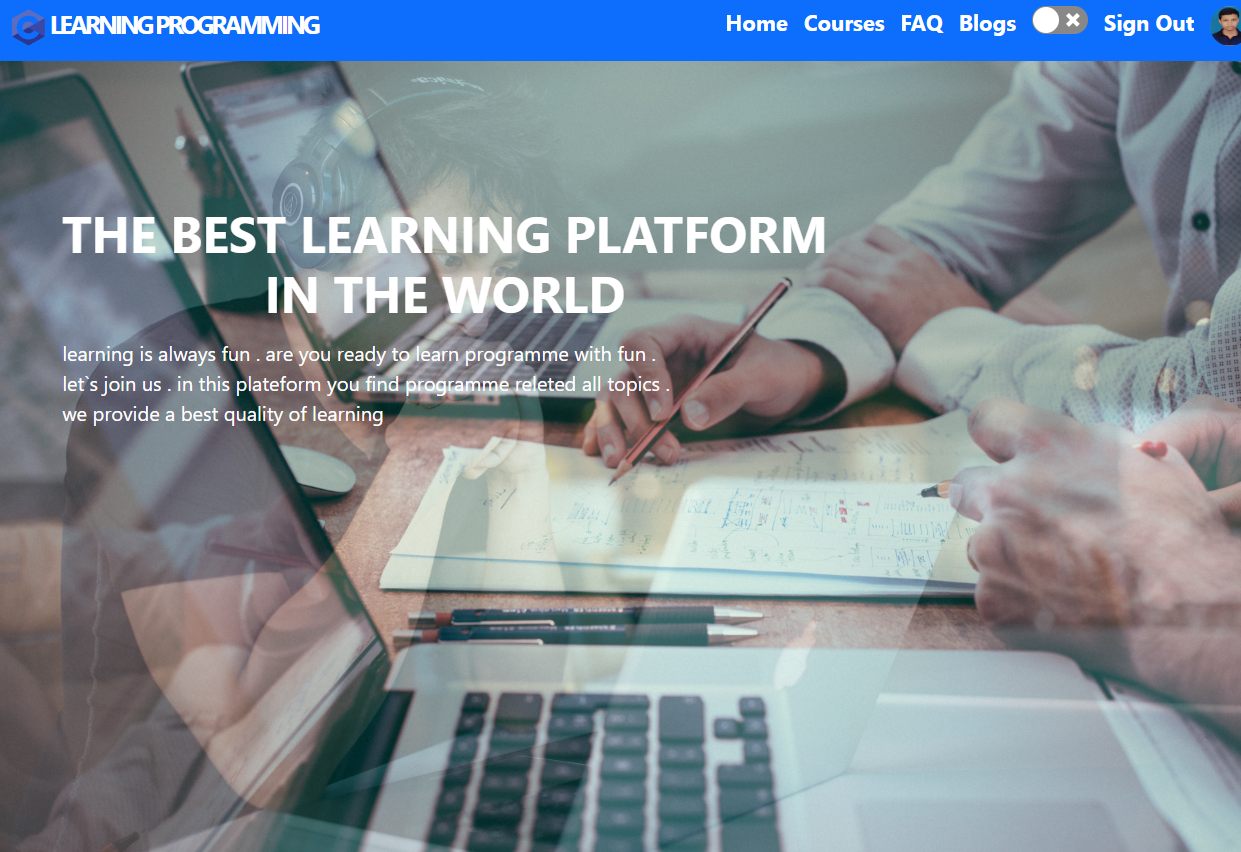 LEARNING PROGRAMMING
Home Courses FAQ Blogs Sign Out
THE BEST LEARNING PLATFORM
IN THE WORLD
learning is always fun . are you ready to learn programme with fun .
let`s join us . in this plateform you find programme releted all topics .
we provide a best quality of learning